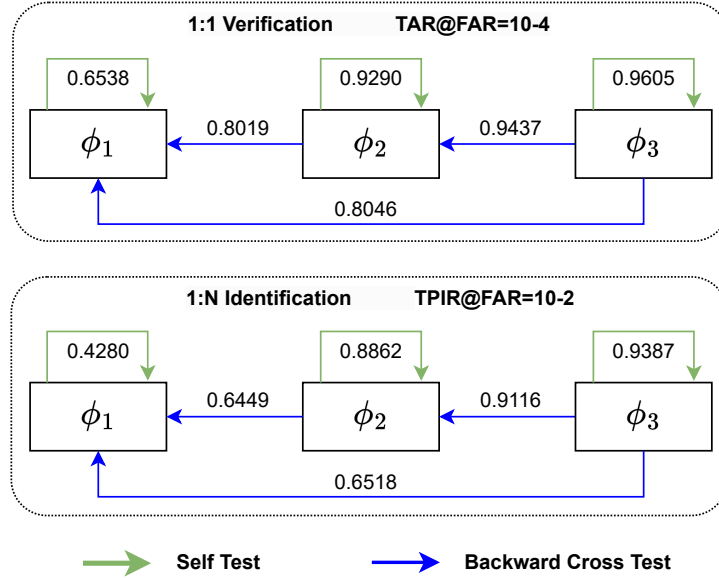 1:1 Verification TAR@FAR=10-4
0.6538 0.9290 0.9605
ϕ1 0.8019 ϕ2 0.9437 ϕ3
0.8046
1:N Identification TPIR@FAR=10-2
0.4280 0.8862 0.9387
ϕ1 0.6449 ϕ2 0.9116 ϕ3
0.6518
Self Test Backward Cross Test